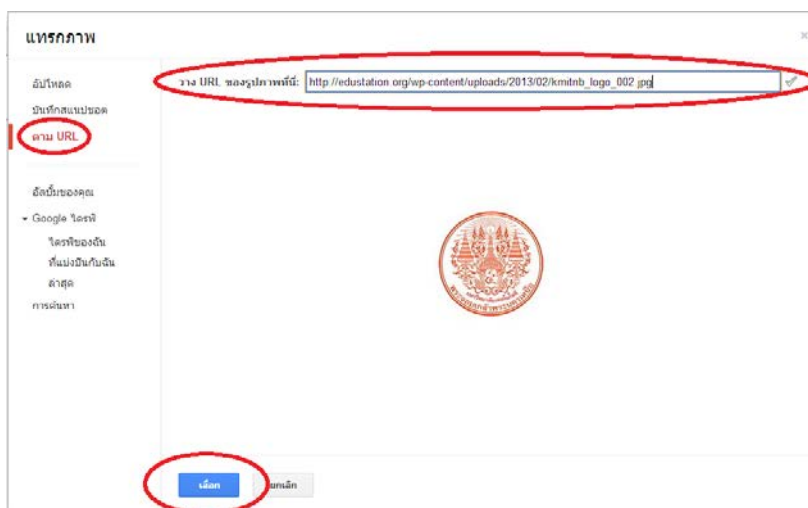 แทรกภาพ
อัปโหลด
วาง URL ของรูปภาพที่นี่: http://edustation.org/wp-content/uploads/2013/02/kmitnb_logo_002.jpg
บันทึกสแนปชอต
ตาม URL
อัลบั้มของคุณ
Google ไดรฟ์
ไดรฟ์ของฉัน
ที่แบ่งปันกับฉัน
ล่าสุด
การค้นหา
เลือก
ยกเลิก